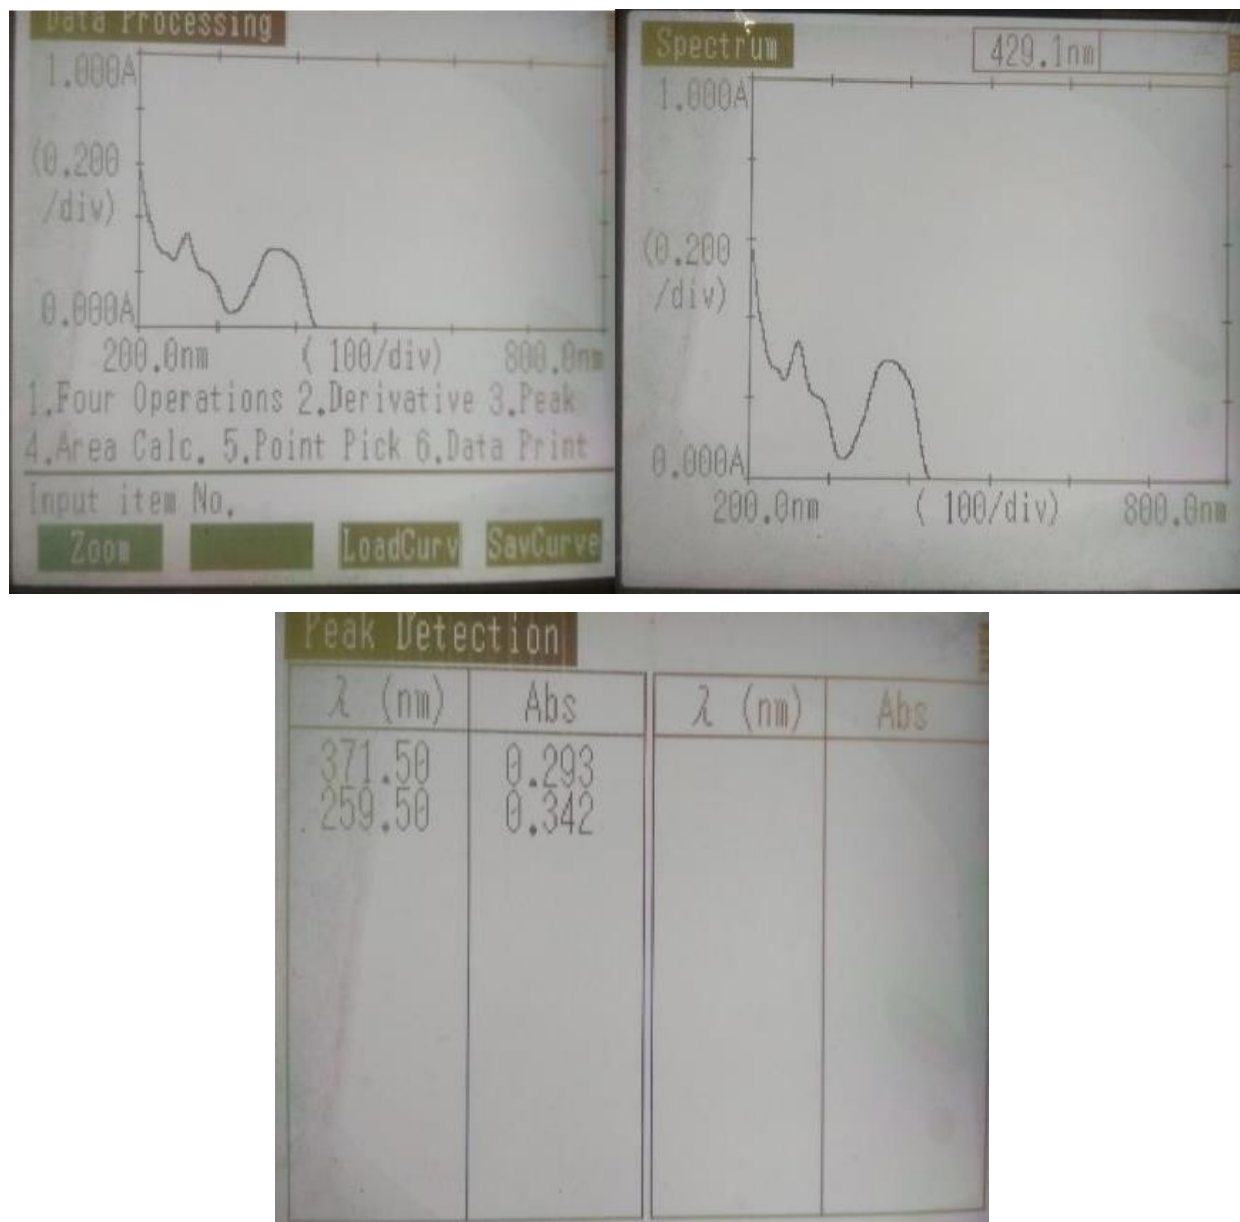 Data Processing
1.000A
(0.200
/div)
0.000A
200.0nm ( 100/div) 800.0nm
1.Four Operations 2.Derivative 3.Peak
4.Area Calc. 5.Point Pick 6.Data Print
Input item No.
Zoom LoadCurv SavCurve
Spectrum 429.1nm
1.000A
(0.200
/div)
0.000A
200.0nm ( 100/div) 800.0nm
Peak Detection
λ (nm) Abs λ (nm) Abs
371.50 0.293
259.50 0.342